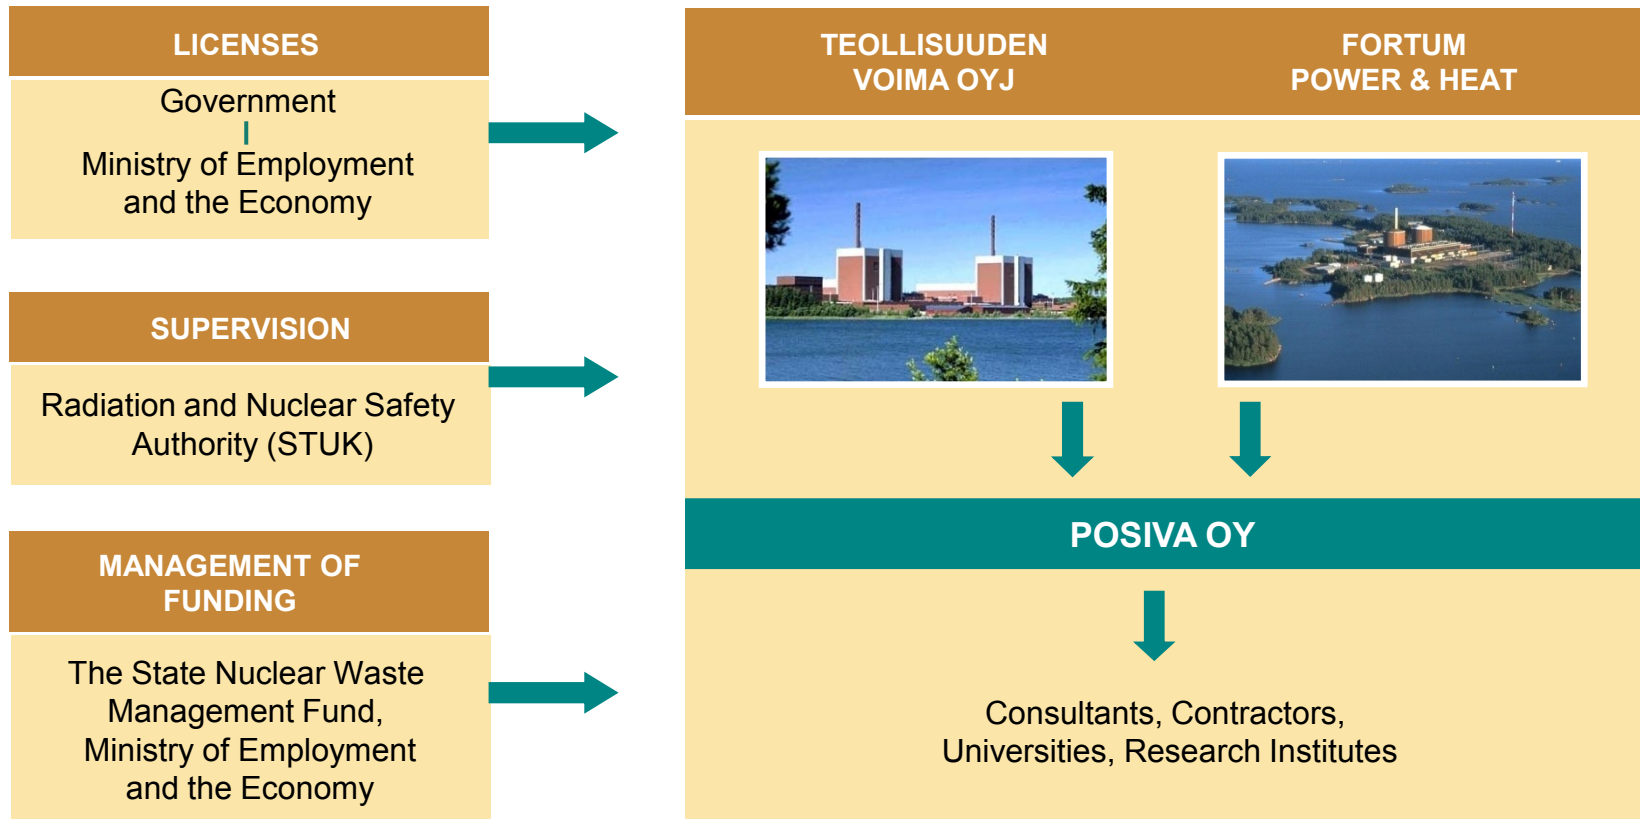 LICENSES
Government
Ministry of Employment
and the Economy
SUPERVISION
Radiation and Nuclear Safety
Authority (STUK)
MANAGEMENT OF
FUNDING
The State Nuclear Waste
Management Fund,
Ministry of Employment
and the Economy
TEOLLISUUDEN
VOIMA OYJ
FORTUM
POWER & HEAT
POSIVA OY
Consultants, Contractors,
Universities, Research Institutes